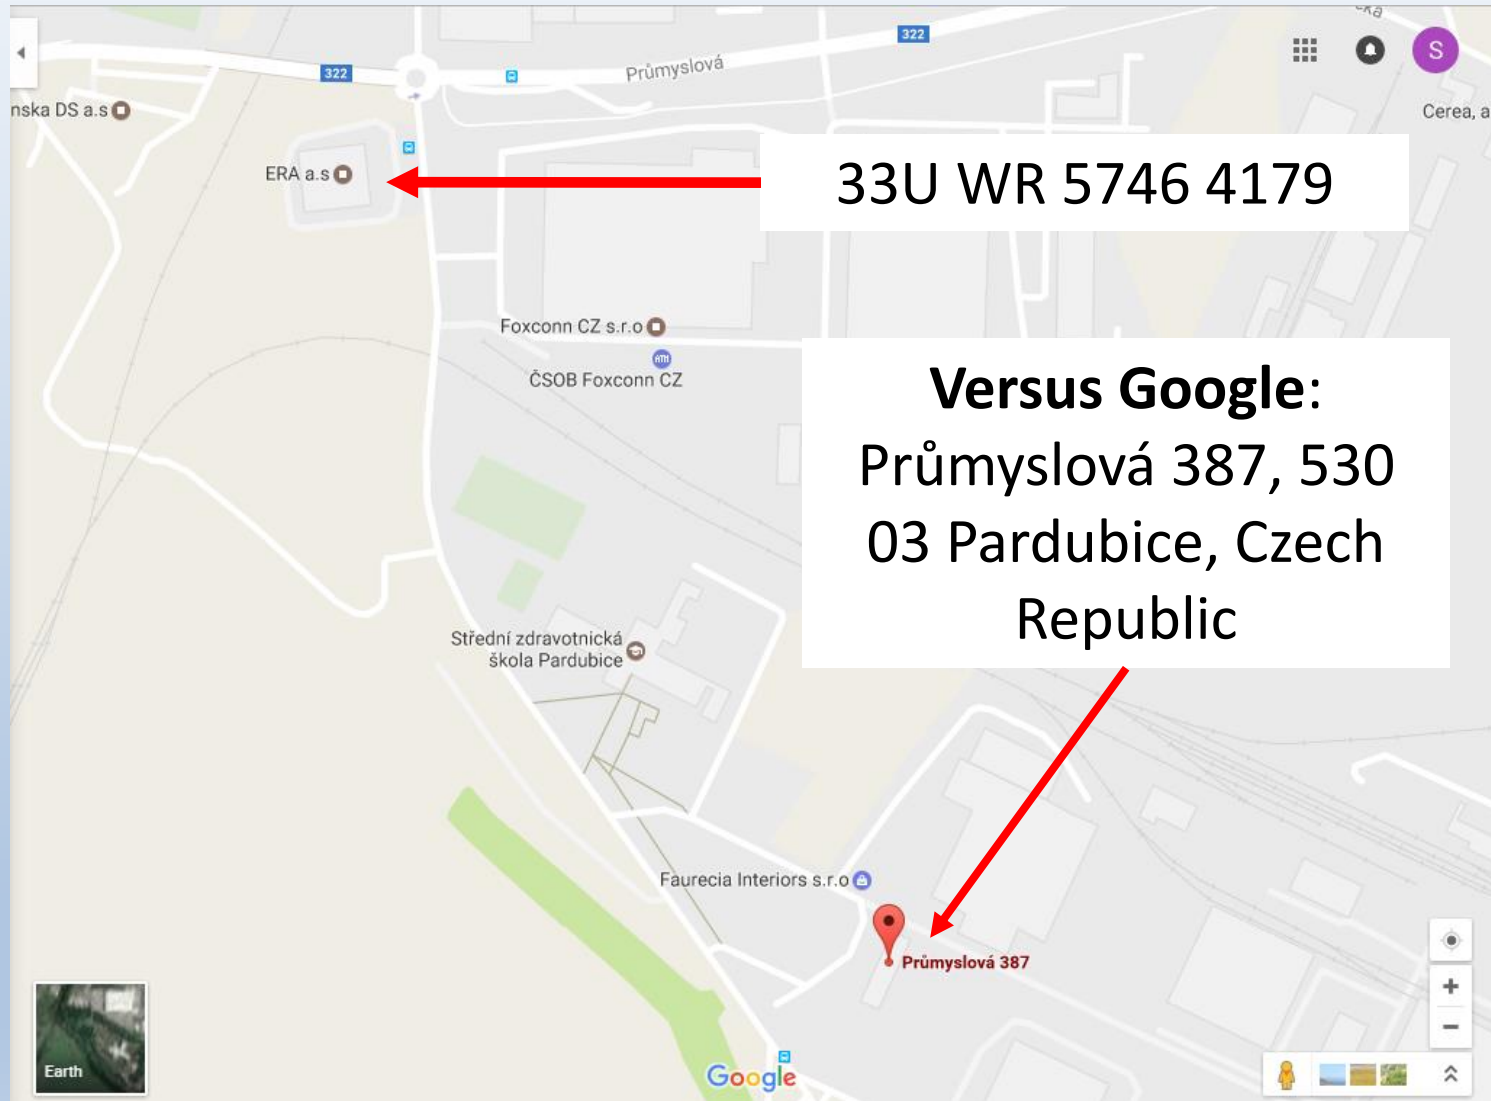 322
322
Průmyslová
S
nska DS a.s
Cerea, a
ERA a.s
33U WR 5746 4179
Foxconn CZ s.r.o
ATM
ČSOB Foxconn CZ
Versus Google:
Průmyslová 387, 530
03 Pardubice, Czech
Republic
Střední zdravotnická
škola Pardubice
Faurecia Interiors s.r.o
Průmyslová 387
Earth
Google